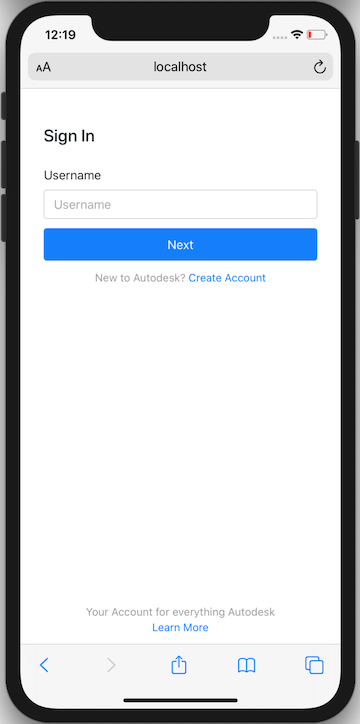 12:19
AA localhost
Sign In
Username
Username
Next
New to Autodesk? Create Account
Your Account for everything Autodesk
Learn More